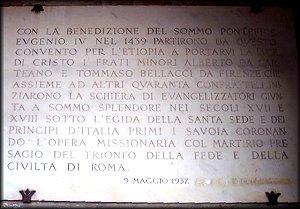 CON LA BENEDIZIONE DEL SOMMO PONTEFICE
EUGENIO IV NEL 1439 PARTIRONO DA QUESTO
CONVENTO PER L'ETIOPIA A PORTARVI LA FEDE
DI CRISTO I FRATI MINORI ALBERTO DA SAR
TEANO E TOMMASO BELLACCI DA FIRENZE CHE
ASSIEME AD ALTRI QUARANTA CONFRATELLI INI
ZIARONO LA SCHIERA DI EVANGELIZZATORI GIUN
TA A SOMMO SPLENDORE NEI SECOLI XVII E
XVIII SOTTO L'EGIDA DELLA SANTA SEDE E DEI
PRINCIPI D'ITALIA PRIMI I SAVOIA CORONAN
DO L'OPERA MISSIONARIA COL MARTIRIO PRE
SAGIO DEL TRIONFO DELLA FEDE E DELLA
CIVILTÀ DI ROMA.
9 MAGGIO 1937.